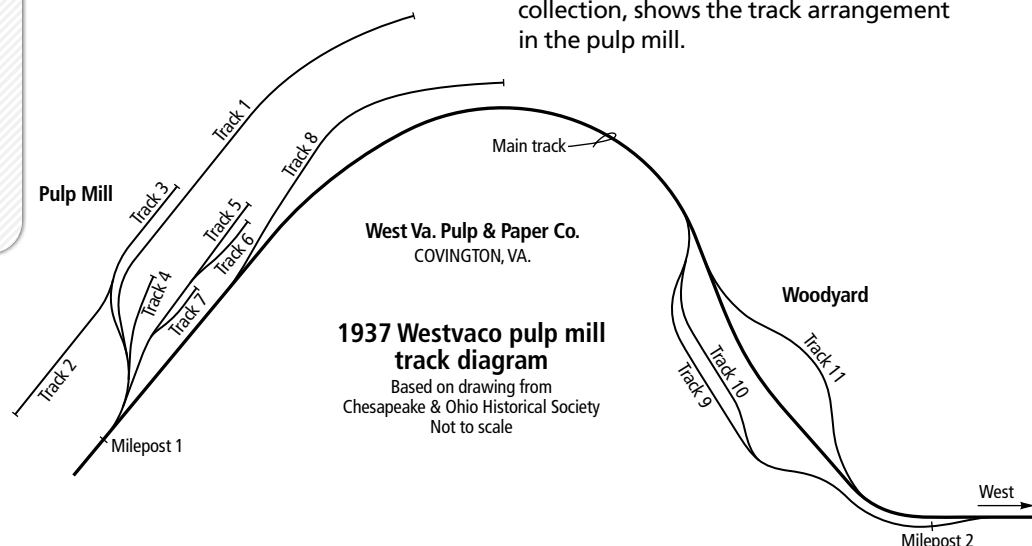 collection, shows the track arrangement
in the pulp mill.
Track 1
Track 8
Main track
Pulp Mill
Track 3
Track 5
Track 6
Track 4
Track 7
Track 2
West Va. Pulp & Paper Co.
COVINGTON, VA.
Woodyard
1937 Westvaco pulp mill
track diagram
Based on drawing from
Chesapeake & Ohio Historical Society
Not to scale
Track 11
Track 10
Track 9
Milepost 1
West
Milepost 2